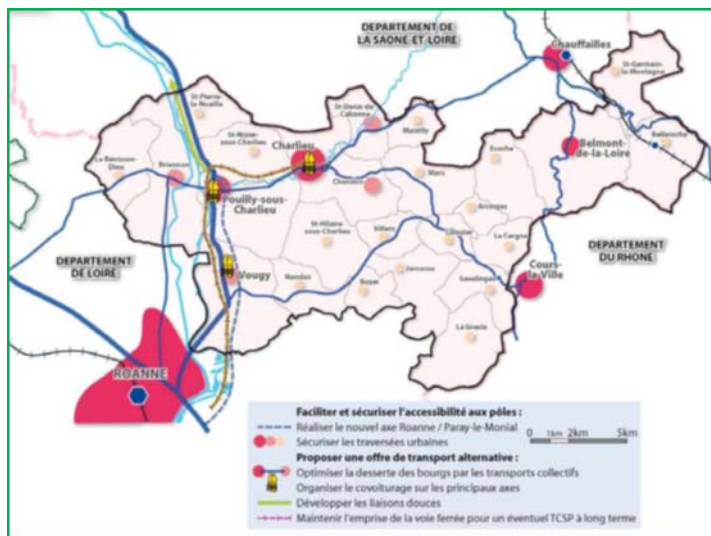 DEPARTEMENT DE
LA SAONE-ET-LOIRE
Chauffailles
St-Germain-
la-Montagne
St-Pierre-
la-Noaille
St-Denis de
Cabanne
St-Nizier-
sous-Charlieu
Charlieu
Maizilly
Belleroche
La Bénisson-
Dieu
Briennon
Ecoche
Belmont-
de-la-Loire
Chandon
Mars
Pouilly-sous-
Charlieu
Arcinges
St-Hilaire
sous-Charlieu
Villers
Cuinzier
La Gresle
DEPARTEMENT
DE LOIRE
DEPARTEMENT
DU RHONE
Vougy
Nandax
Boyer
Jarnosse
Sevelinges
Cours-
la-Ville
ROANNE
Faciliter et sécuriser l'accessibilité aux pôles :
Réaliser le nouvel axe Roanne / Paray-le-Monial
Sécuriser les traversées urbaines
0 1km 2km 5km
Proposer une offre de transport alternative :
Optimiser la desserte des bourgs par les transports collectifs
Organiser le covoiturage sur les principaux axes
Développer les liaisons douces
Maintenir l'emprise de la voie ferrée pour un éventuel TCSP à long terme